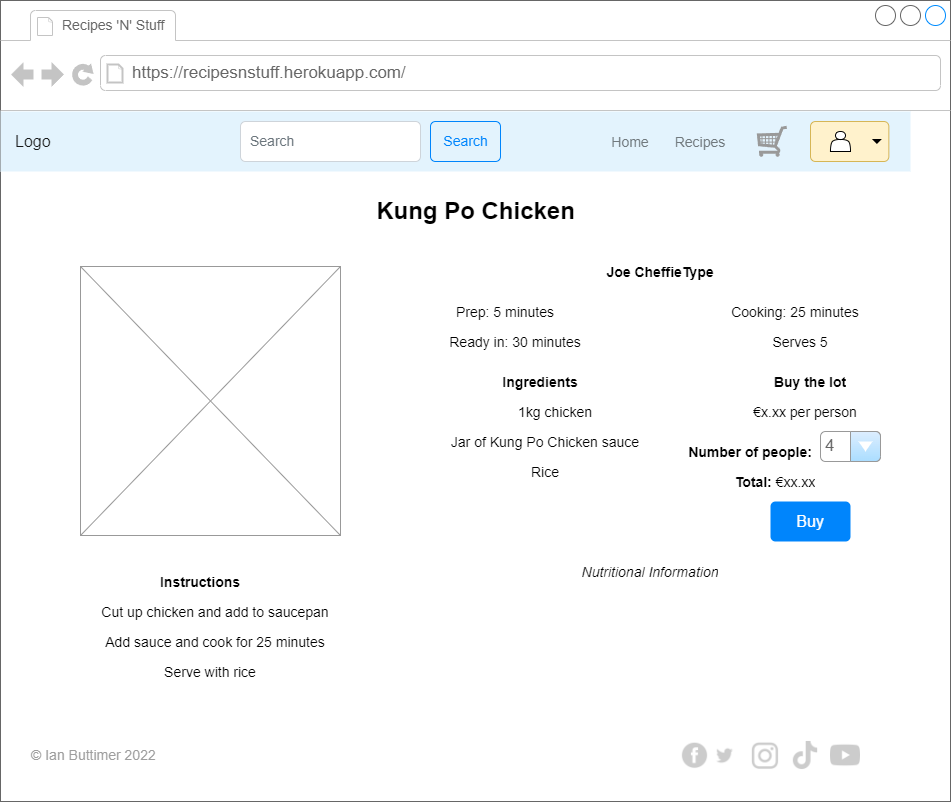 Recipes 'N' Stuff
https://recipesnstuff.herokuapp.com/
Logo
Search
Search
Home
Recipes
Kung Po Chicken
Joe CheffieType
Prep: 5 minutes
Cooking: 25 minutes
Ready in: 30 minutes
Serves 5
Ingredients
1kg chicken
Jar of Kung Po Chicken sauce
Rice
Buy the lot
€x.xx per person
Number of people: 4
Total: €xx.xx
Buy
Nutritional Information
Instructions
Cut up chicken and add to saucepan
Add sauce and cook for 25 minutes
Serve with rice
© Ian Buttimer 2022